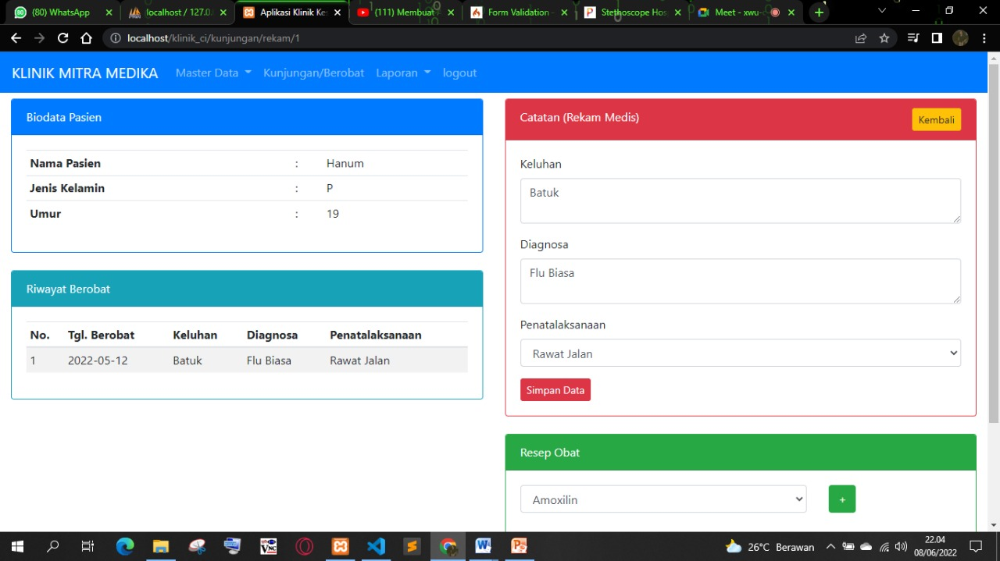 (80) WhatsApp
localhost / 127.0.
Aplikasi Klinik Ke
(111) Membuat
Form Validation -
Stethoscope Hos
Meet - xwu-
localhost/klinik_ci/kunjungan/rekam/1
KLINIK MITRA MEDIKA Master Data Kunjungan/Berobat Laporan logout
Biodata Pasien
Nama Pasien : Hanum
Jenis Kelamin : P
Umur : 19
Riwayat Berobat
No. Tgl. Berobat Keluhan Diagnosa Penatalaksanaan
1 2022-05-12 Batuk Flu Biasa Rawat Jalan
Catatan (Rekam Medis)
Kembali
Keluhan
Batuk
Diagnosa
Flu Biasa
Penatalaksanaan
Rawat Jalan
Simpan Data
Resep Obat
Amoxilin
+
26°C Berawan
22.04
08/06/2022